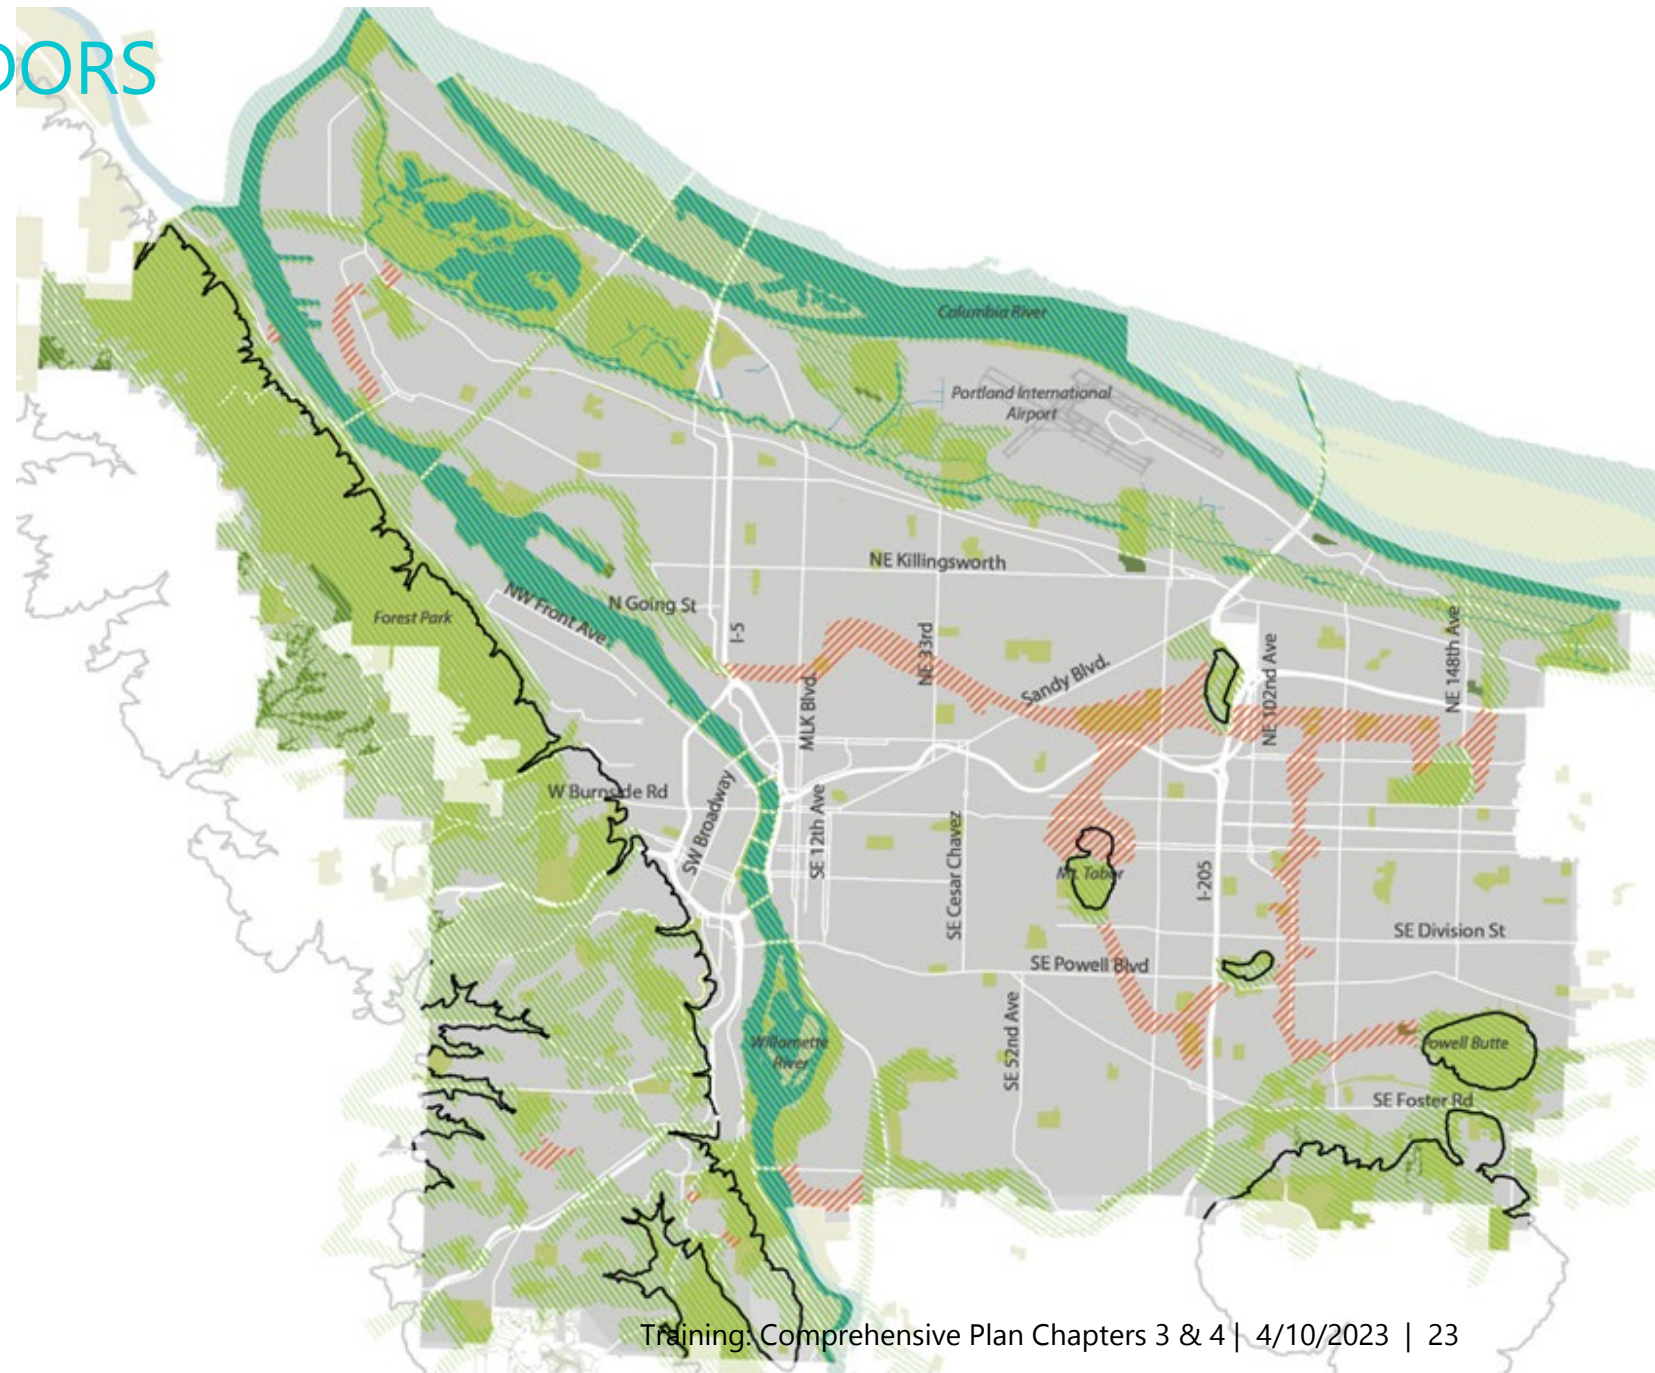 DORS
Columbia River
Portland International
Airport
NE Killingsworth
N Going St
NW Front Ave.
Forest Park
I-5
NE 33rd
Sandy Blvd.
MLK Blvd.
NE 102nd Ave
NE 148th Ave
W Burnside Rd
SW Broadway
SE 12th Ave
SE Cesar Chavez
Mt. Tabor
I-205
SE Division St
SE Powell Blvd
SE 52nd Ave
Willamette
River
Powell Butte
SE Foster Rd
Training: Comprehensive Plan Chapters 3 & 4 | 4/10/2023 | 23